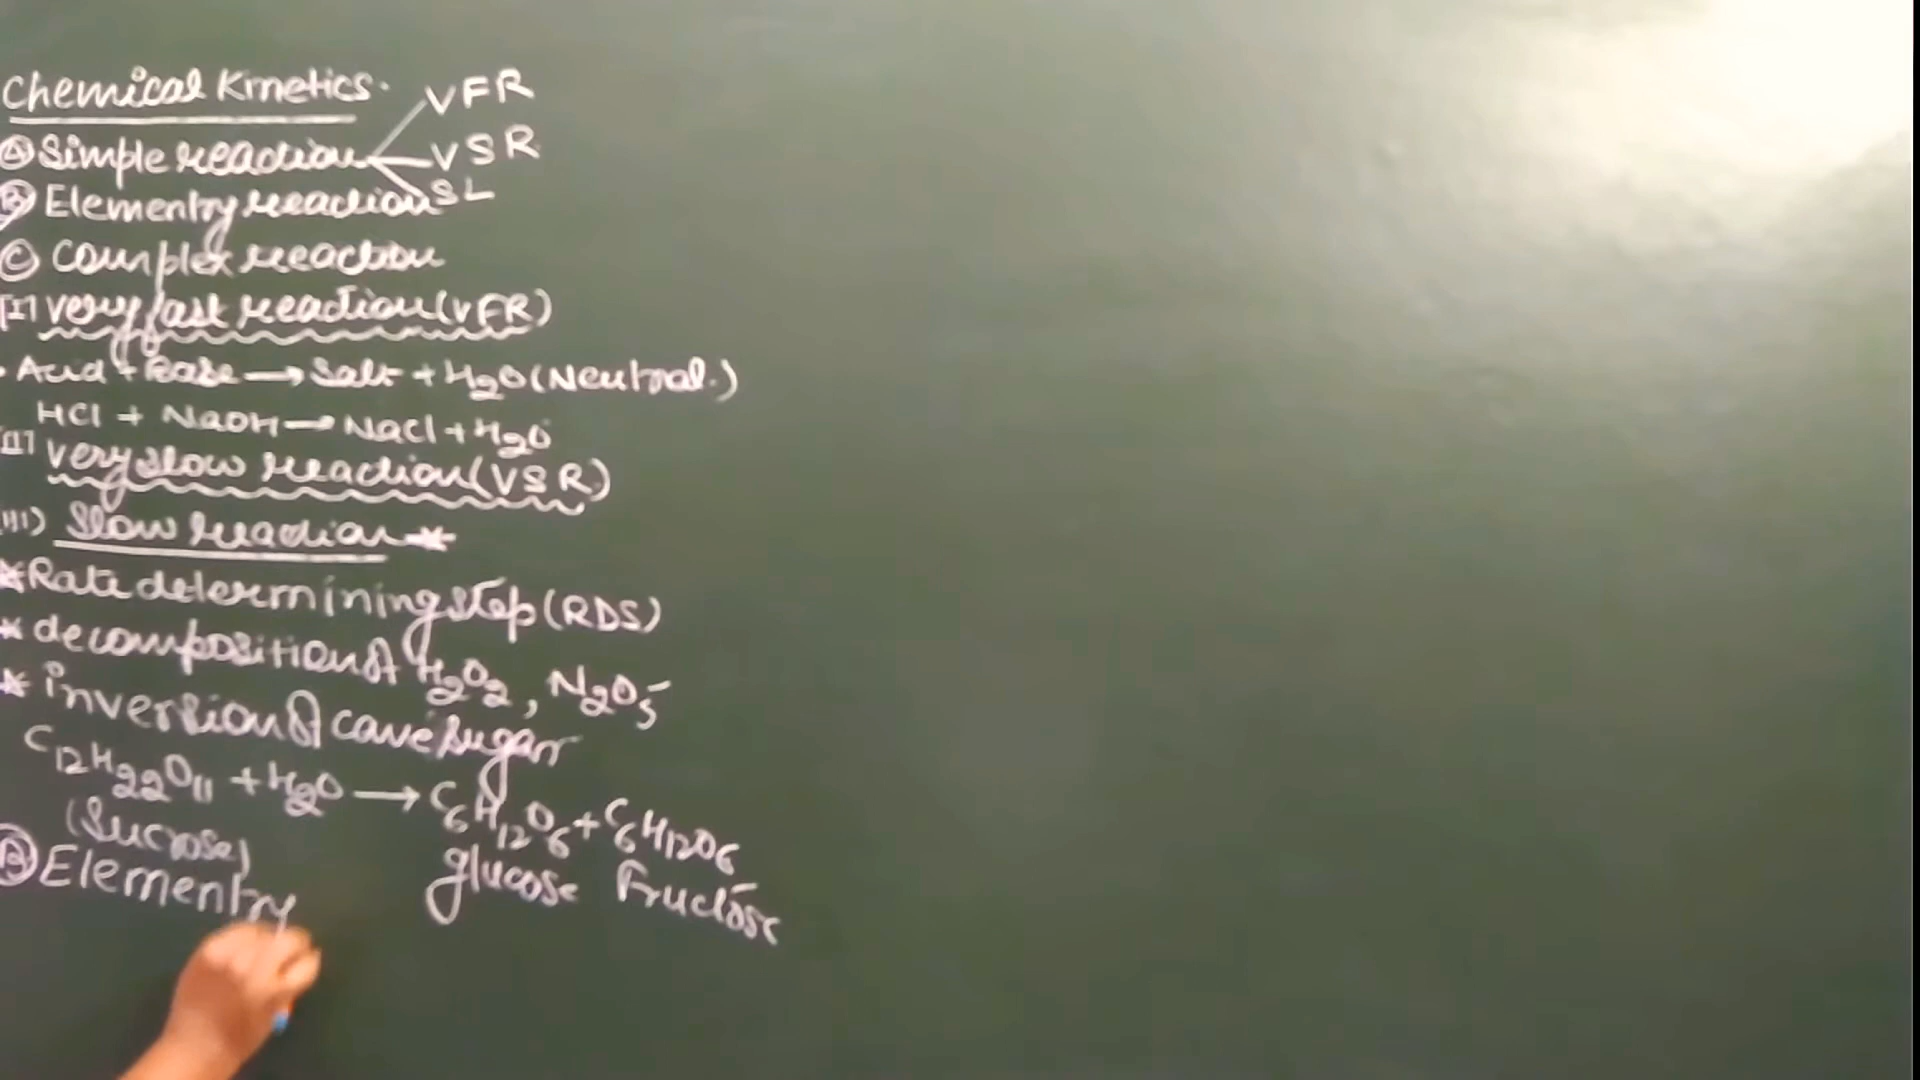 Chemical Kinetics.
VFR
Ⓐ Simple reaction
VSR
SL
Ⓑ Elementry reaction
Ⓒ Complex reaction
[I] very fast reaction (VFR)
• Acid + Base → Salt + H₂O (Neutral.)
HCl + NaOH → NaCl + H₂O
[II] very slow reaction (VSR)
(III) Slow reaction *
* Rate determining step (RDS)
* decomposition of H₂O₂, N₂O₅
* inversion of cane sugar
C₁₂H₂₂O₁₁ + H₂O → C₆H₁₂O₆ + C₆H₁₂O₆
(Sucrose) glucose Fructose
Ⓑ Elementry